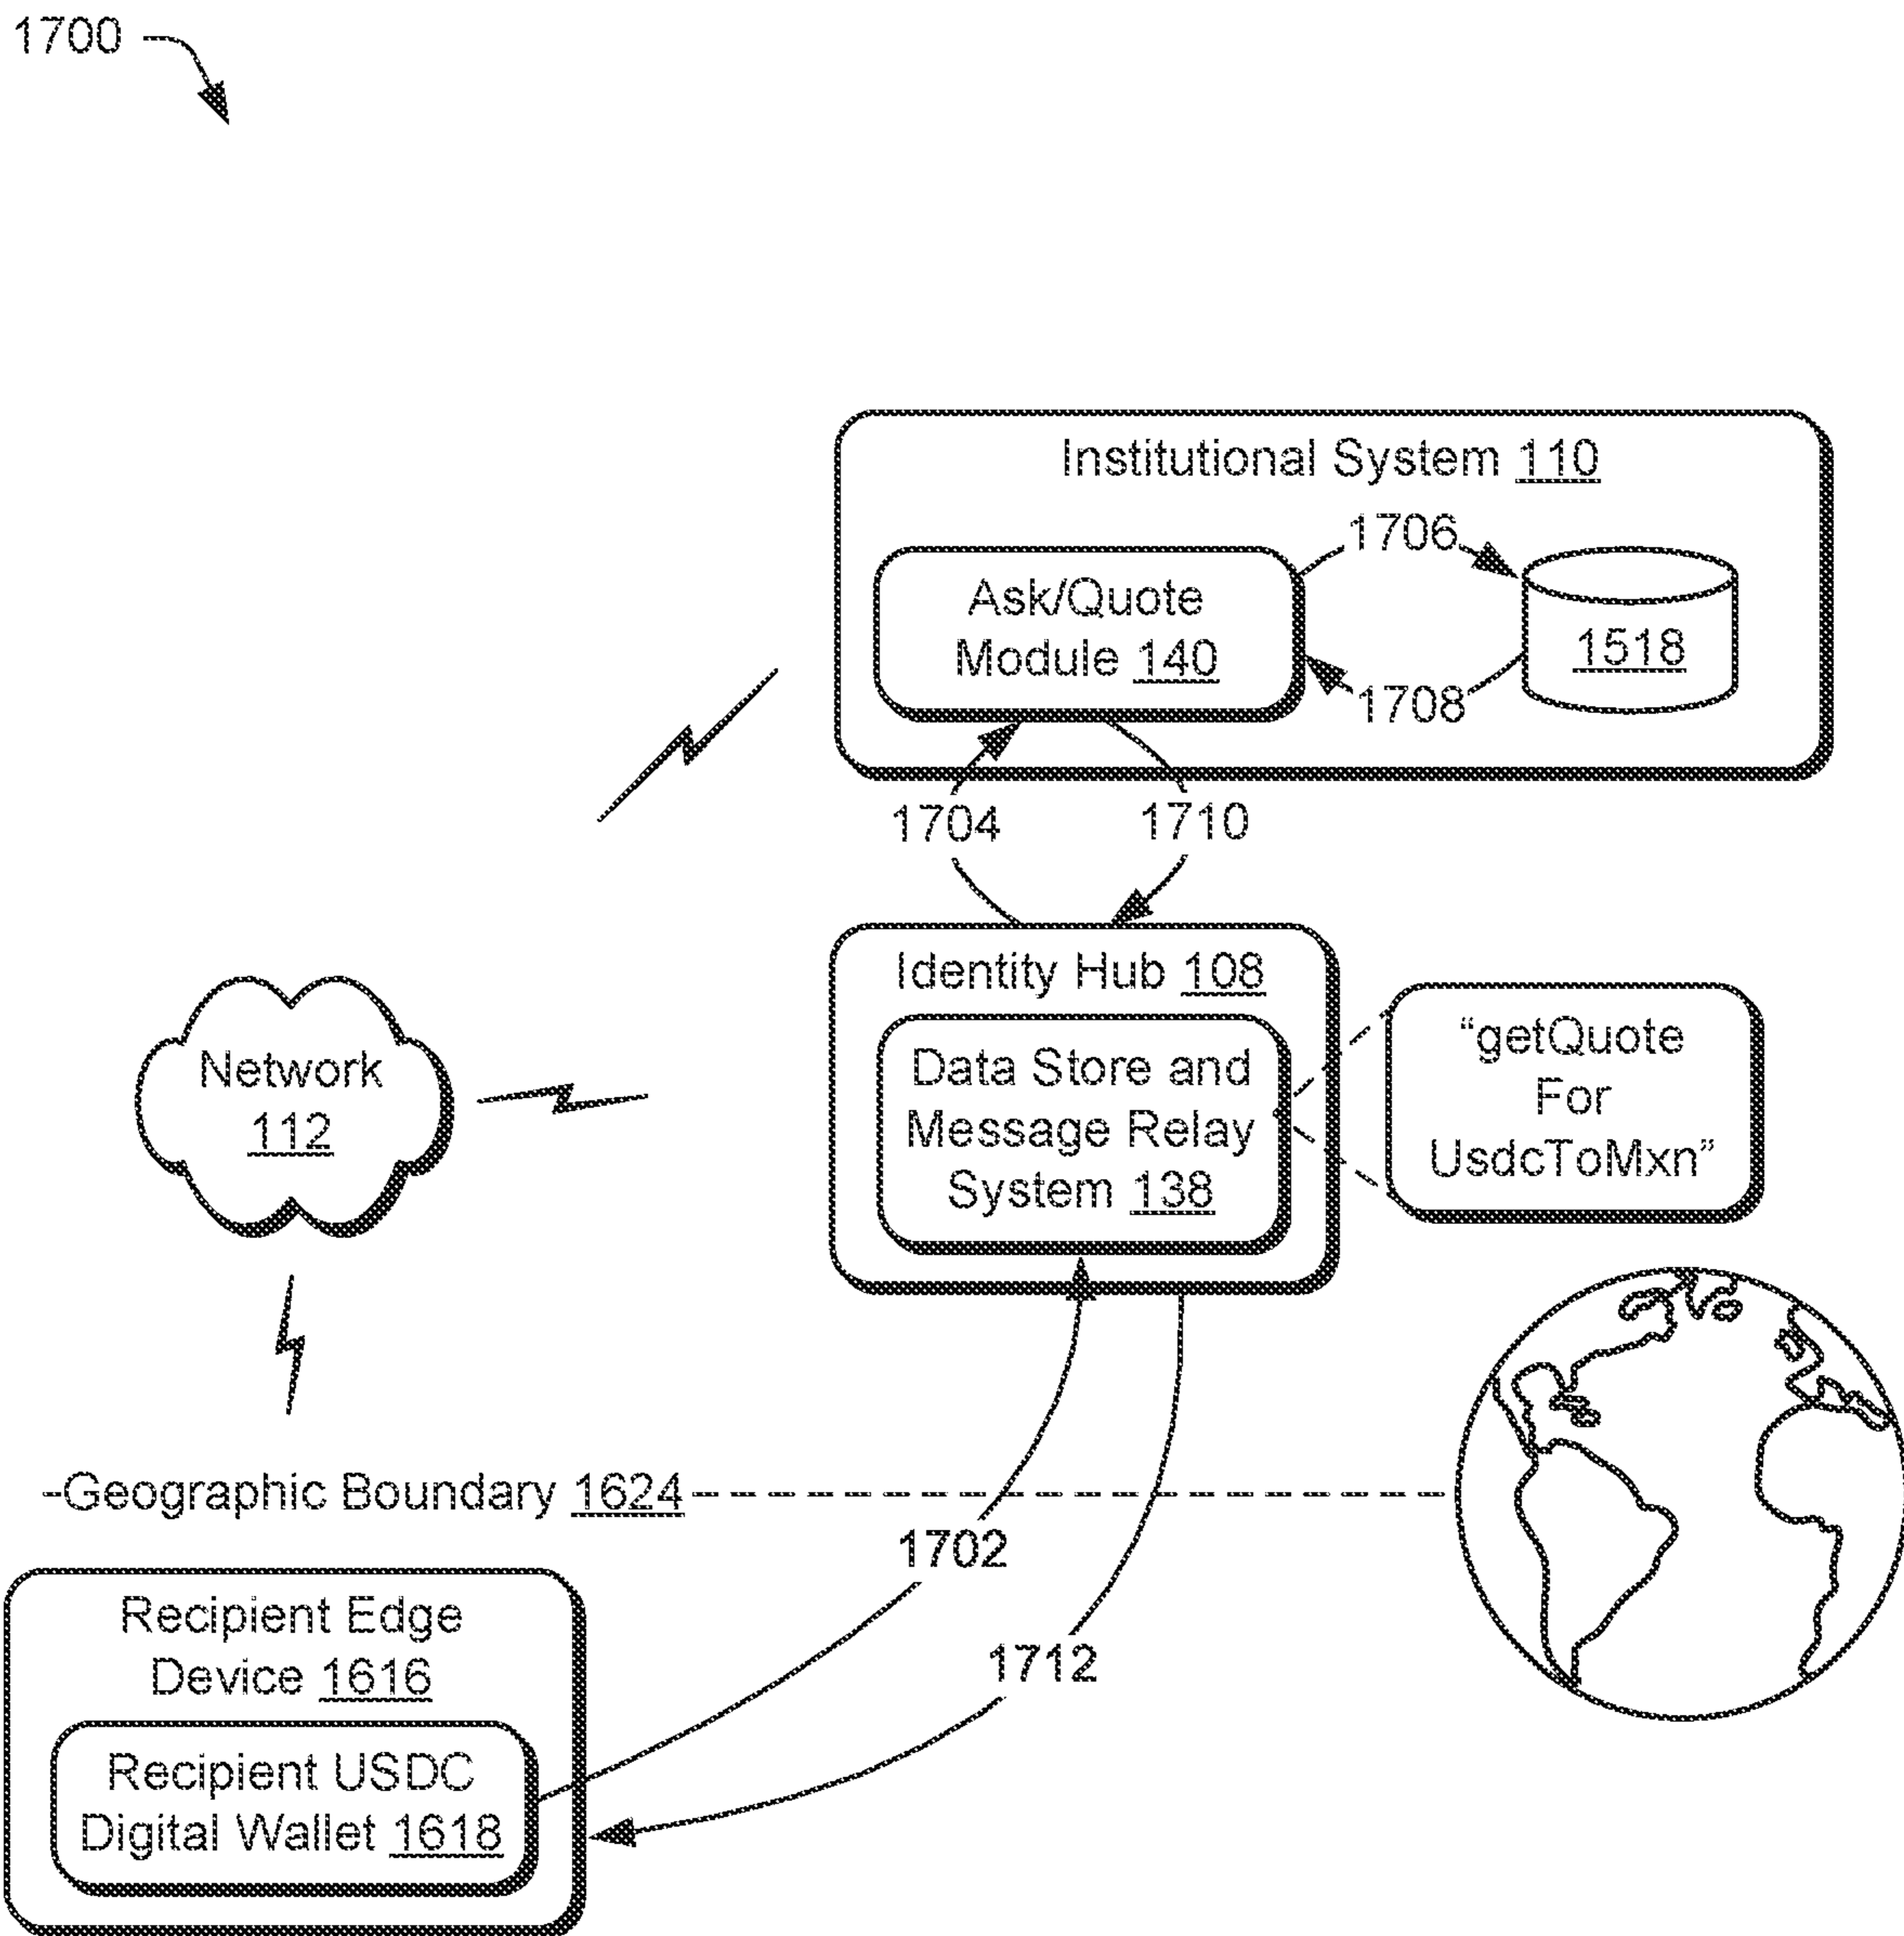 1700
Institutional System 110
1706
Ask/Quote
Module 140
1518
1708
1704
1710
Identity Hub 108
Data Store and
Message Relay
System 138
“getQuote
For
UsdcToMxn”
Network
112
-Geographic Boundary 1624
1702
1712
Recipient Edge
Device 1616
Recipient USDC
Digital Wallet 1618